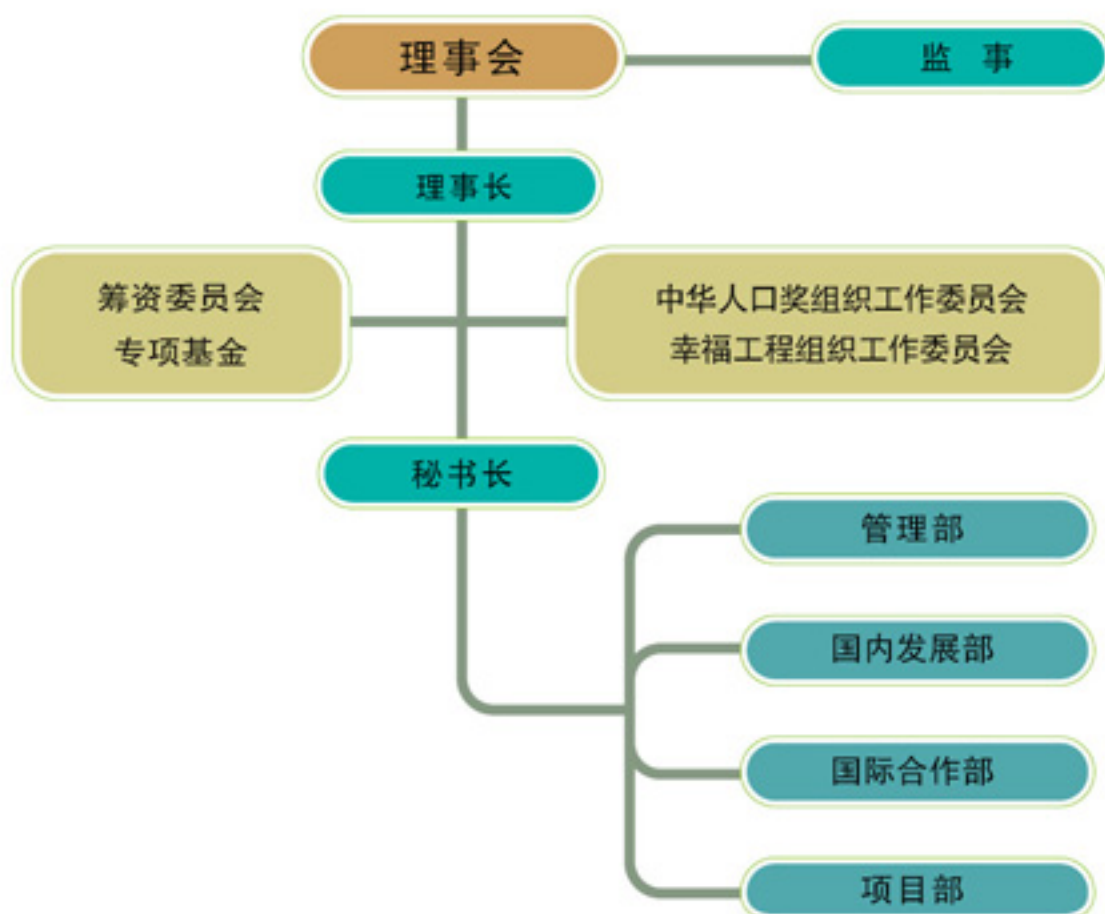 理事会
监 事
理事长
筹资委员会
专项基金
中华人口奖组织工作委员会
幸福工程组织工作委员会
秘书长
管理部
国内发展部
国际合作部
项目部